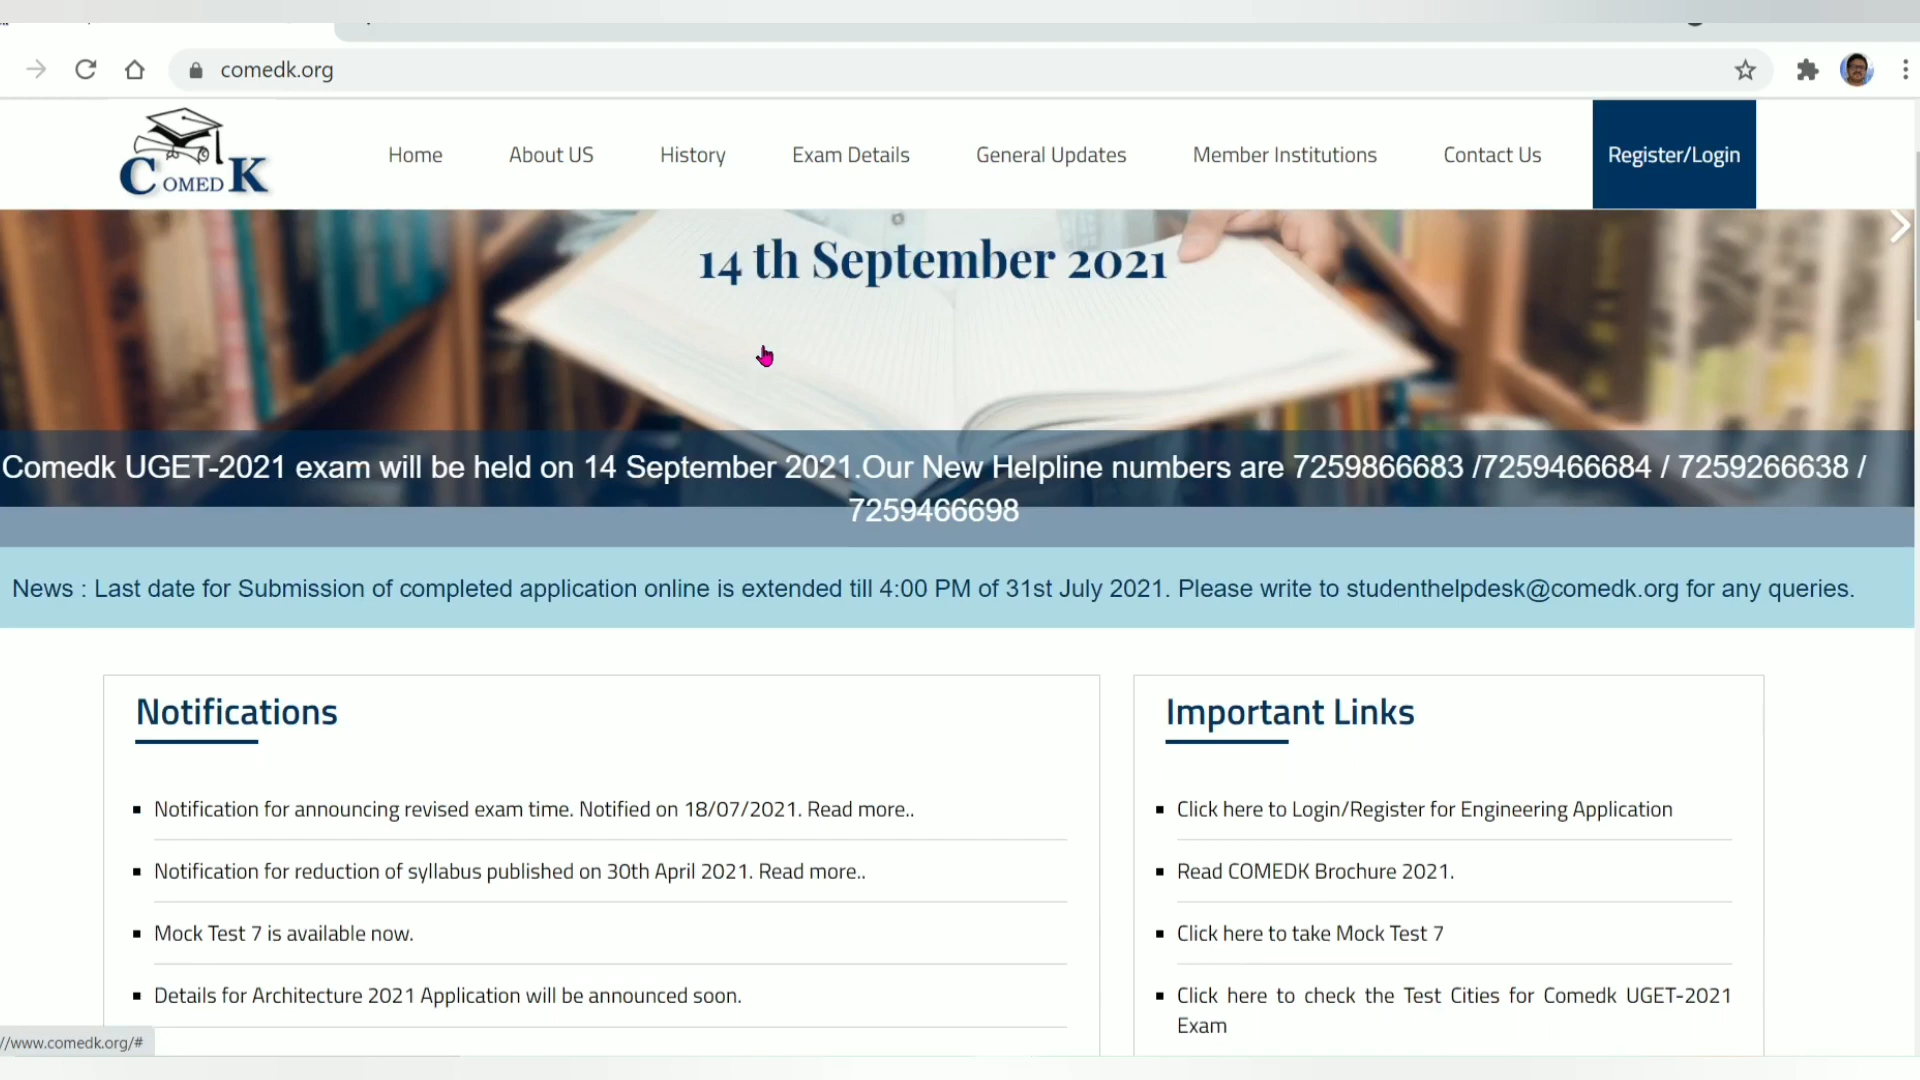 comedk.org
COMEDK
Home
About US
History
Exam Details
General Updates
Member Institutions
Contact Us
Register/Login
14 th September 2021
Comedk UGET-2021 exam will be held on 14 September 2021.Our New Helpline numbers are 7259866683 /7259466684 / 7259266638 /
7259466698
News : Last date for Submission of completed application online is extended till 4:00 PM of 31st July 2021. Please write to studenthelpdesk@comedk.org for any queries.
Notifications
Notification for announcing revised exam time. Notified on 18/07/2021. Read more..
Notification for reduction of syllabus published on 30th April 2021. Read more..
Mock Test 7 is available now.
Details for Architecture 2021 Application will be announced soon.
Important Links
Click here to Login/Register for Engineering Application
Read COMEDK Brochure 2021.
Click here to take Mock Test 7
Click here to check the Test Cities for Comedk UGET-2021
Exam
//www.comedk.org/#